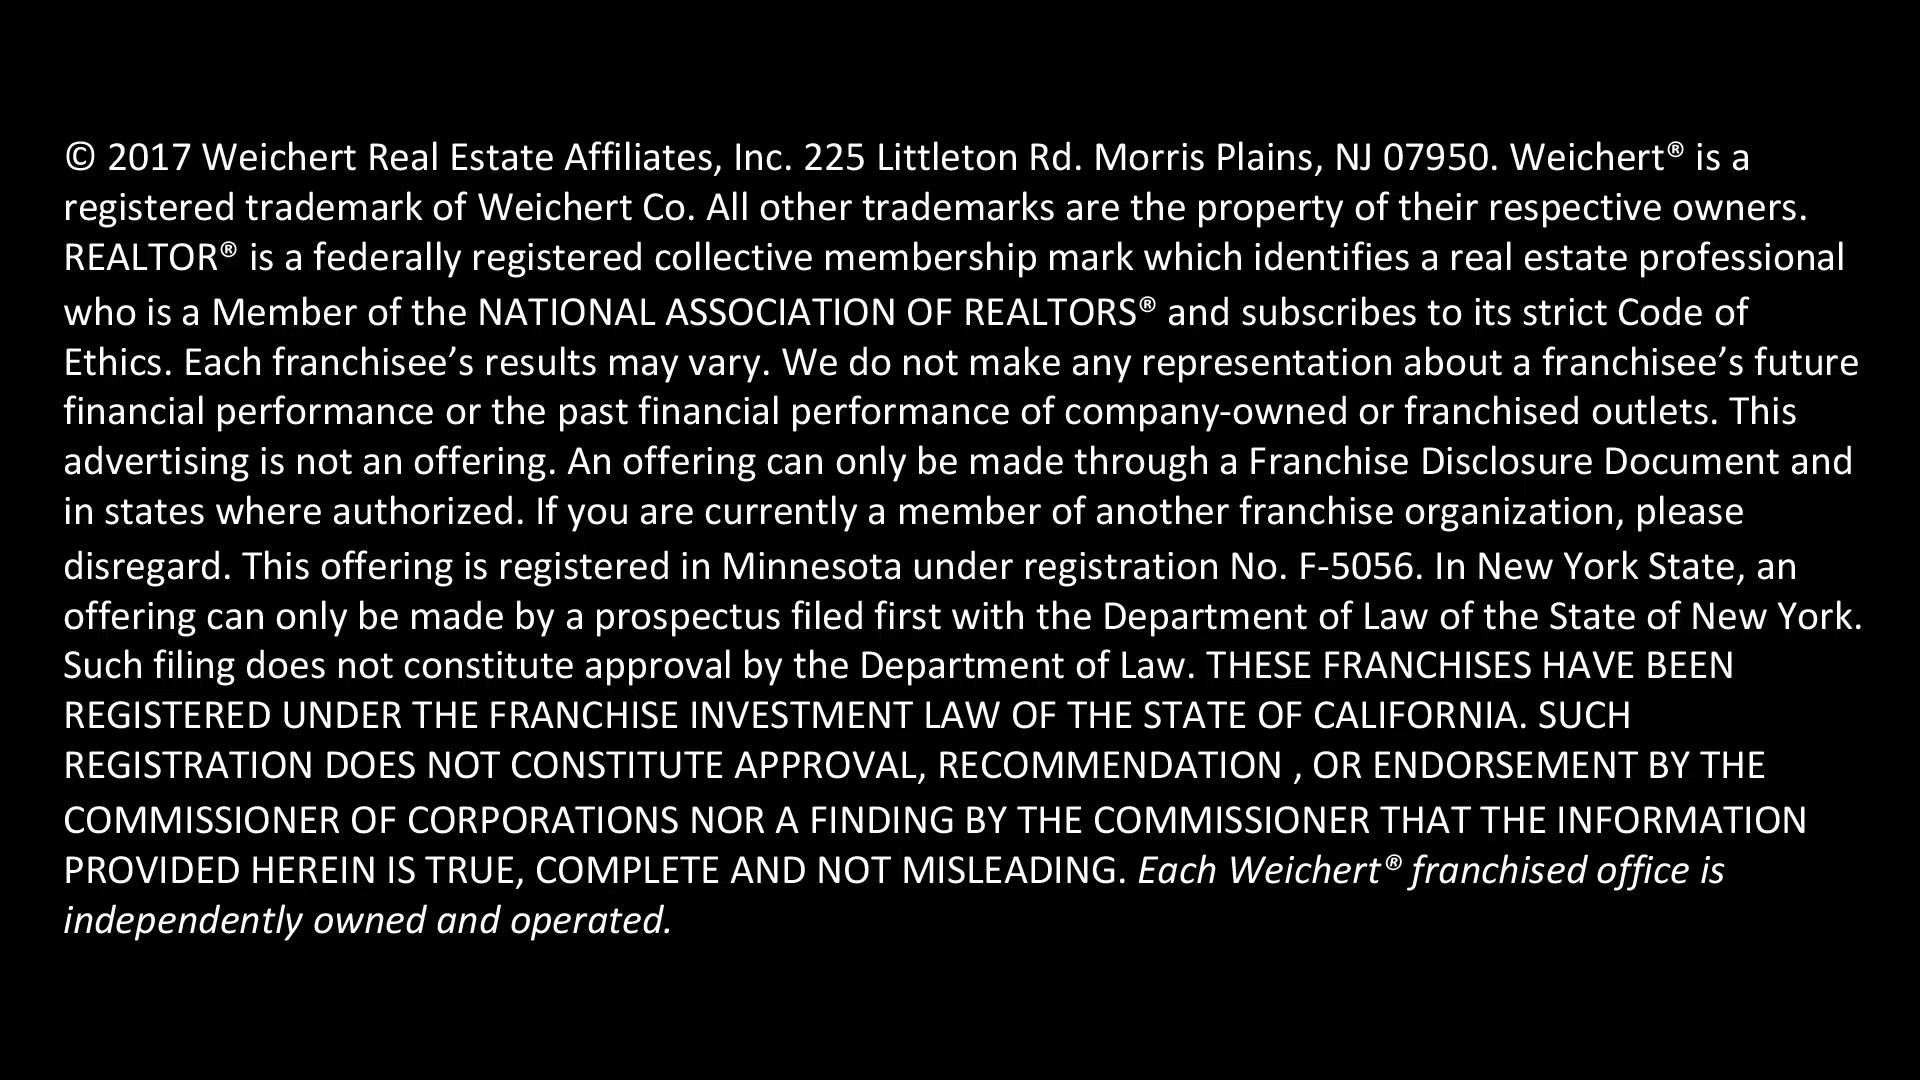 © 2017 Weichert Real Estate Affiliates, Inc. 225 Littleton Rd. Morris Plains, NJ 07950. Weichert® is a
registered trademark of Weichert Co. All other trademarks are the property of their respective owners.
REALTOR® is a federally registered collective membership mark which identifies a real estate professional
who is a Member of the NATIONAL ASSOCIATION OF REALTORS® and subscribes to its strict Code of
Ethics. Each franchisee’s results may vary. We do not make any representation about a franchisee’s future
financial performance or the past financial performance of company-owned or franchised outlets. This
advertising is not an offering. An offering can only be made through a Franchise Disclosure Document and
in states where authorized. If you are currently a member of another franchise organization, please
disregard. This offering is registered in Minnesota under registration No. F-5056. In New York State, an
offering can only be made by a prospectus filed first with the Department of Law of the State of New York.
Such filing does not constitute approval by the Department of Law. THESE FRANCHISES HAVE BEEN
REGISTERED UNDER THE FRANCHISE INVESTMENT LAW OF THE STATE OF CALIFORNIA. SUCH
REGISTRATION DOES NOT CONSTITUTE APPROVAL, RECOMMENDATION , OR ENDORSEMENT BY THE
COMMISSIONER OF CORPORATIONS NOR A FINDING BY THE COMMISSIONER THAT THE INFORMATION
PROVIDED HEREIN IS TRUE, COMPLETE AND NOT MISLEADING. Each Weichert® franchised office is
independently owned and operated.